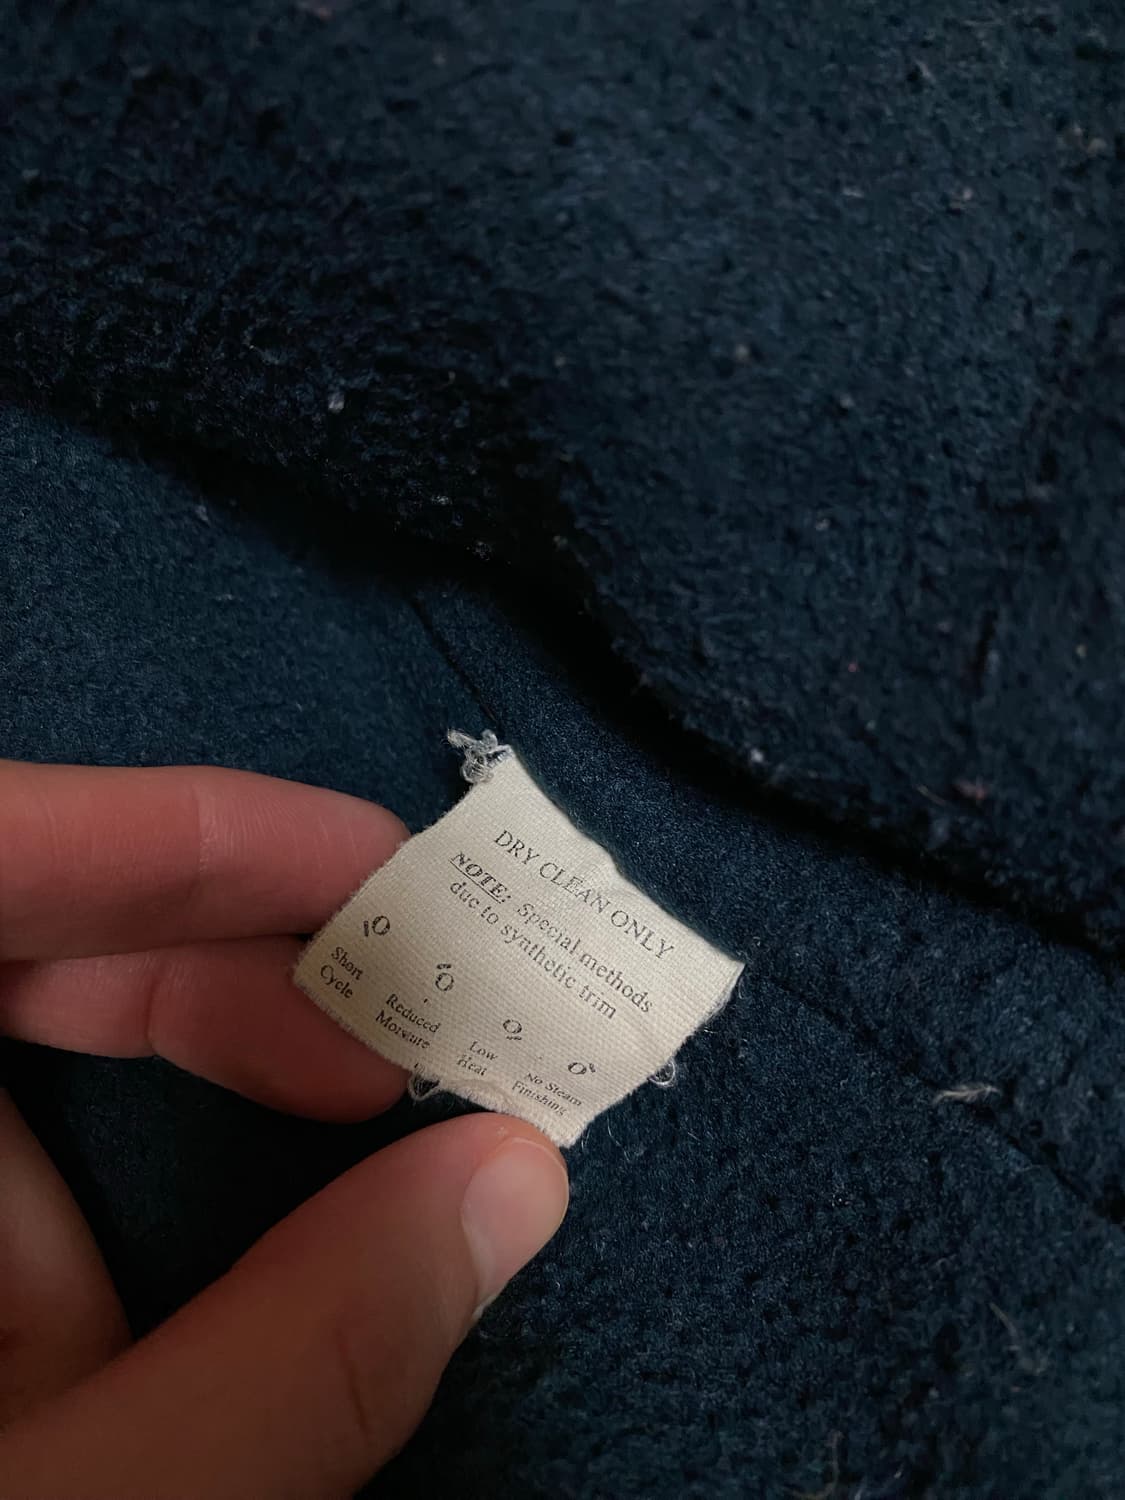 DRY CLEAN ONLY
NOTE: Special methods
due to synthetic trim
Short
Cycle
Reduced
Moisture
Low
Heat
No Steam
Finishing